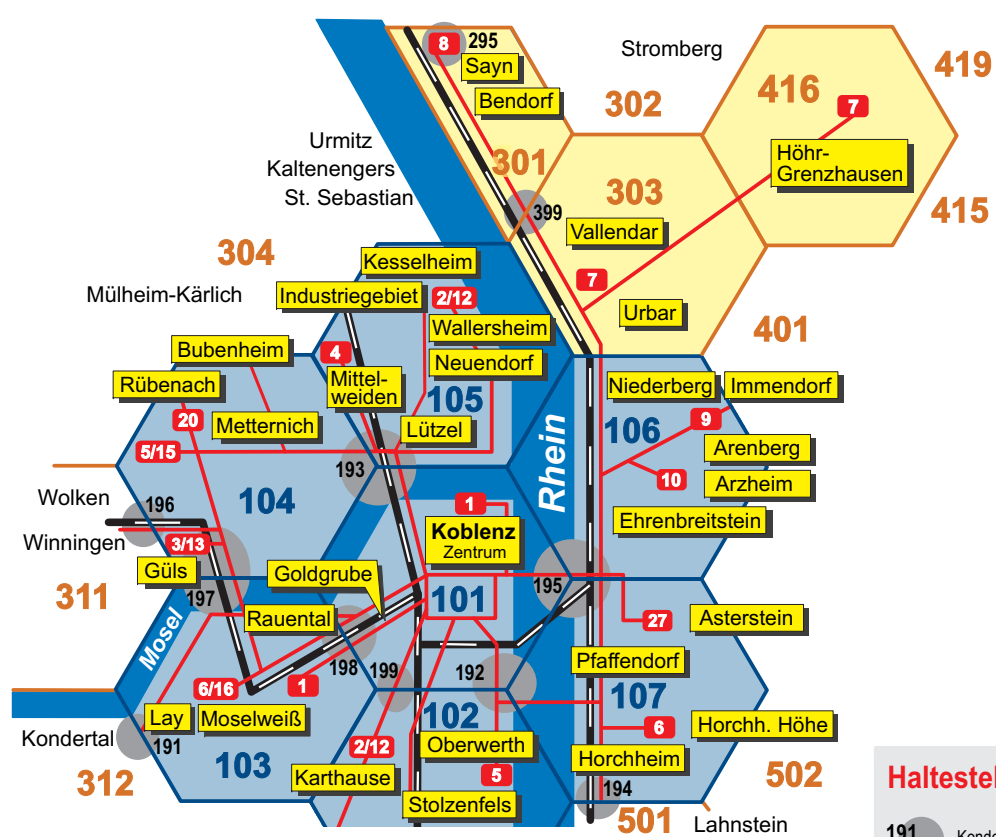 8
295
Stromberg
419
Sayn
416
Bendorf
302
7
Urmitz
Höhr-
Grenzhausen
Kaltenengers
301
303
St. Sebastian
399
415
Vallendar
304
Kesselheim
7
Mülheim-Kärlich
Industriegebiet
2/12
Urbar
Wallersheim
401
Bubenheim
4
Neuendorf
Rübenach
Mittel-
weiden
105
Niederberg
Immendorf
20
Metternich
Lützel
Rhein
106
9
5/15
Arenberg
193
10
Arzheim
Wolken
196
104
1
Koblenz
Zentrum
Ehrenbreitstein
Winningen
3/13
Güls
Goldgrube
195
311
197
101
Mosel
Rauental
27
Asterstein
198
199
192
Pfaffendorf
6/16
1
107
Lay
Moselweiß
102
6
Horchh. Höhe
Kondertal
191
2/12
Oberwerth
Horchheim
312
103
Karthause
5
502
Haltestel
Stolzenfels
194
501
Lahnstein
191
Kond